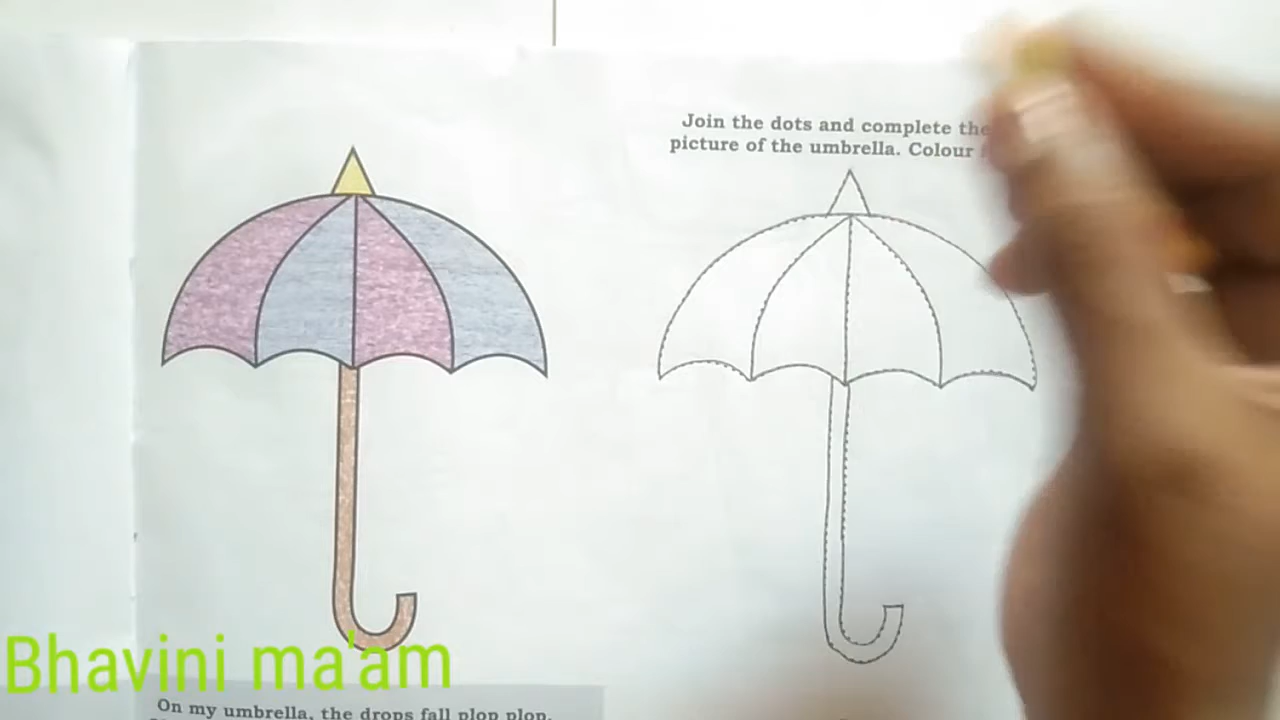 Join the dots and complete the
picture of the umbrella. Colour
Bhavini ma'am
On my umbrella, the drops fall plop plop.